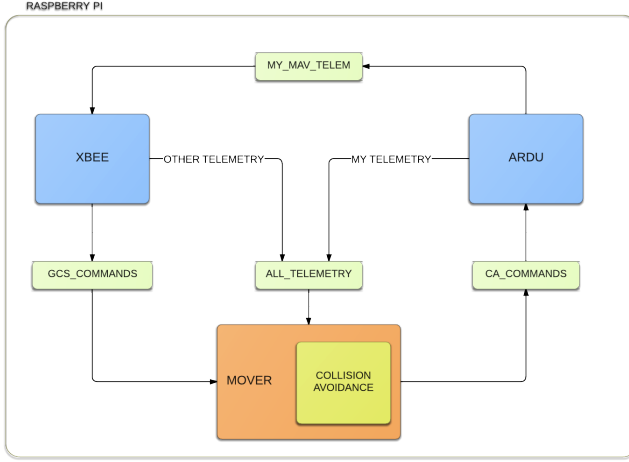 RASPBERRY PI
MY_MAV_TELEM
XBEE
OTHER TELEMETRY
MY TELEMETRY
ARDU
GCS_COMMANDS
ALL_TELEMETRY
CA_COMMANDS
MOVER
COLLISION
AVOIDANCE